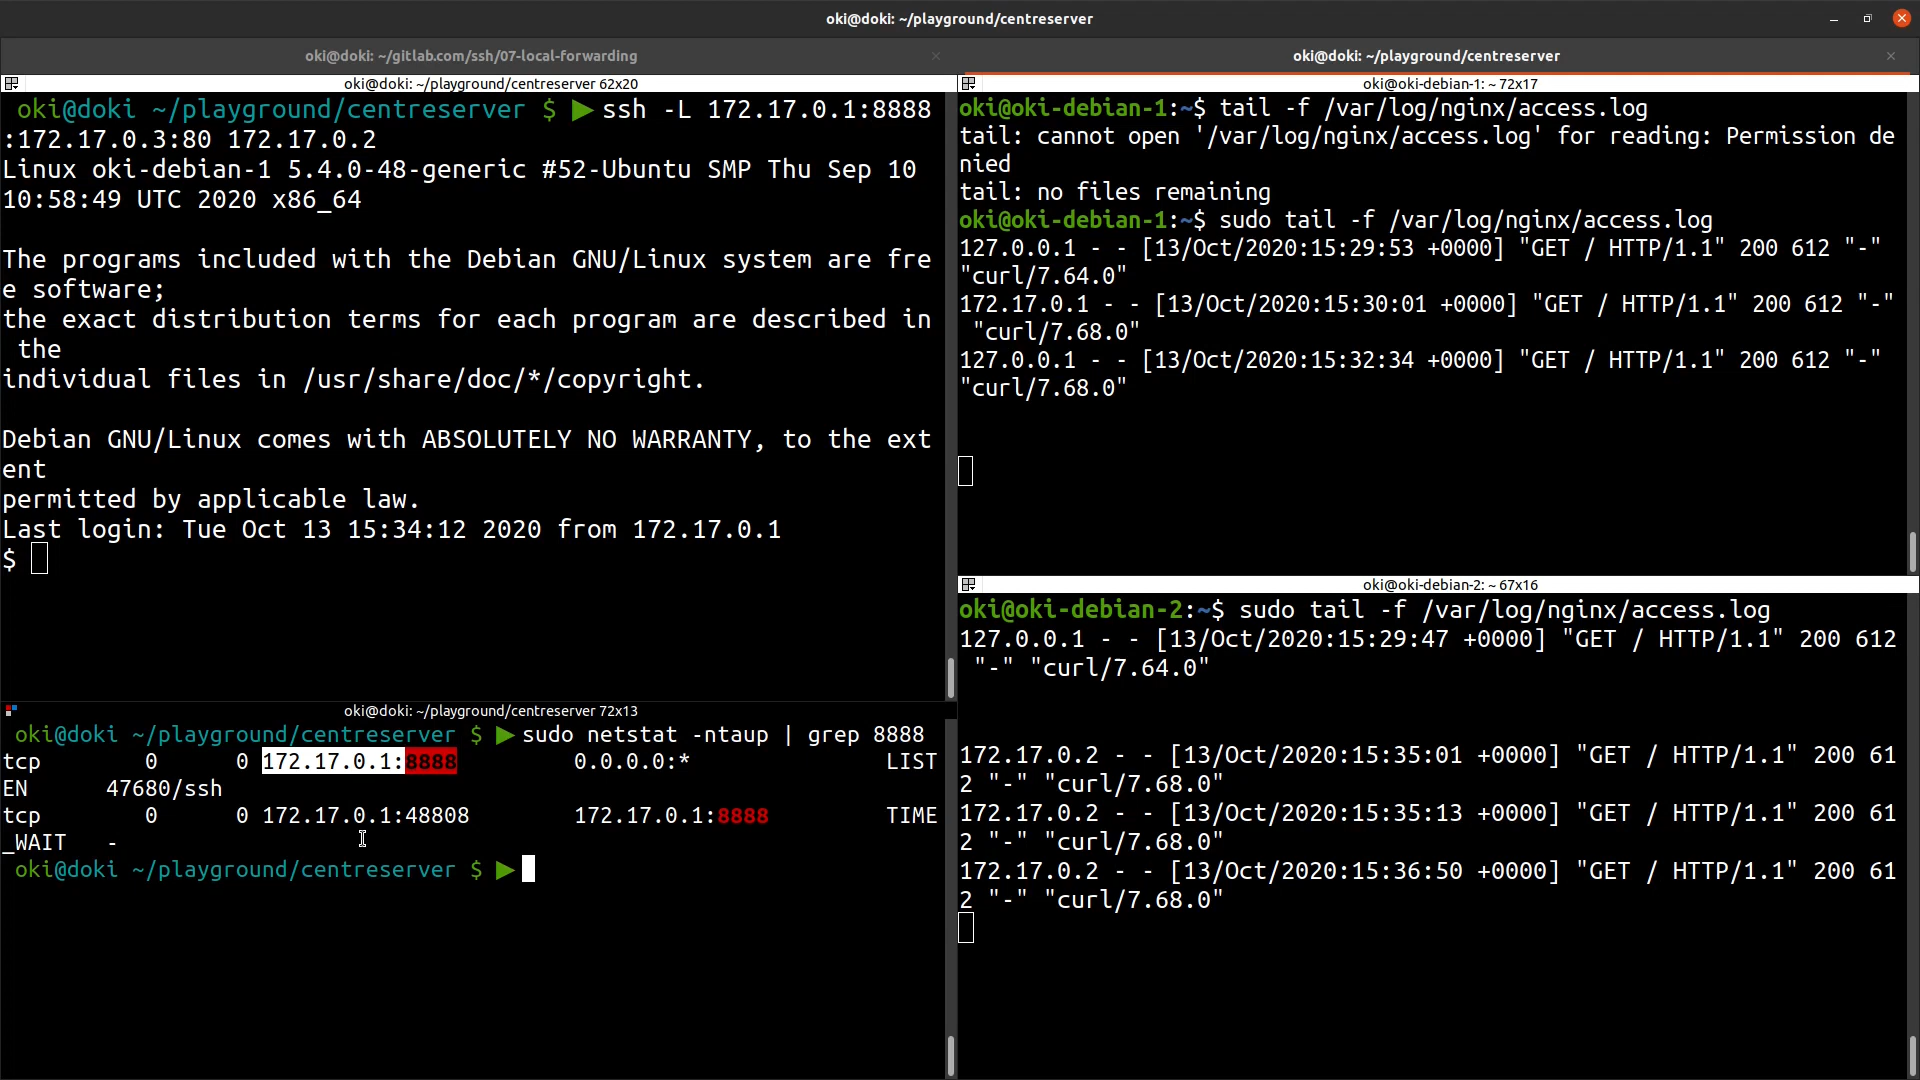 oki@doki: ~/playground/centreserver
oki@doki: ~/gitlab.com/ssh/07-local-forwarding
oki@doki: ~/playground/centreserver
oki@doki: ~/playground/centreserver 62x20
oki@doki ~/playground/centreserver $ ▶ ssh -L 172.17.0.1:8888
:172.17.0.3:80 172.17.0.2
Linux oki-debian-1 5.4.0-48-generic #52-Ubuntu SMP Thu Sep 10
10:58:49 UTC 2020 x86_64
The programs included with the Debian GNU/Linux system are fre
e software;
the exact distribution terms for each program are described in
 the
individual files in /usr/share/doc/*/copyright.
Debian GNU/Linux comes with ABSOLUTELY NO WARRANTY, to the ext
ent
permitted by applicable law.
Last login: Tue Oct 13 15:34:12 2020 from 172.17.0.1
$
oki@doki: ~/playground/centreserver 72x13
oki@doki ~/playground/centreserver $ ▶ sudo netstat -ntaup | grep 8888
tcp        0      0 172.17.0.1:8888         0.0.0.0:*               LIST
EN      47680/ssh
tcp        0      0 172.17.0.1:48808        172.17.0.1:8888         TIME
_WAIT   -
oki@doki ~/playground/centreserver $ ▶
oki@oki-debian-1: ~ 72x17
oki@oki-debian-1:~$ tail -f /var/log/nginx/access.log
tail: cannot open '/var/log/nginx/access.log' for reading: Permission de
nied
tail: no files remaining
oki@oki-debian-1:~$ sudo tail -f /var/log/nginx/access.log
127.0.0.1 - - [13/Oct/2020:15:29:53 +0000] "GET / HTTP/1.1" 200 612 "-"
"curl/7.64.0"
172.17.0.1 - - [13/Oct/2020:15:30:01 +0000] "GET / HTTP/1.1" 200 612 "-"
 "curl/7.68.0"
127.0.0.1 - - [13/Oct/2020:15:32:34 +0000] "GET / HTTP/1.1" 200 612 "-"
"curl/7.68.0"
oki@oki-debian-2: ~ 67x16
oki@oki-debian-2:~$ sudo tail -f /var/log/nginx/access.log
127.0.0.1 - - [13/Oct/2020:15:29:47 +0000] "GET / HTTP/1.1" 200 612
 "-" "curl/7.64.0"
172.17.0.2 - - [13/Oct/2020:15:35:01 +0000] "GET / HTTP/1.1" 200 61
2 "-" "curl/7.68.0"
172.17.0.2 - - [13/Oct/2020:15:35:13 +0000] "GET / HTTP/1.1" 200 61
2 "-" "curl/7.68.0"
172.17.0.2 - - [13/Oct/2020:15:36:50 +0000] "GET / HTTP/1.1" 200 61
2 "-" "curl/7.68.0"